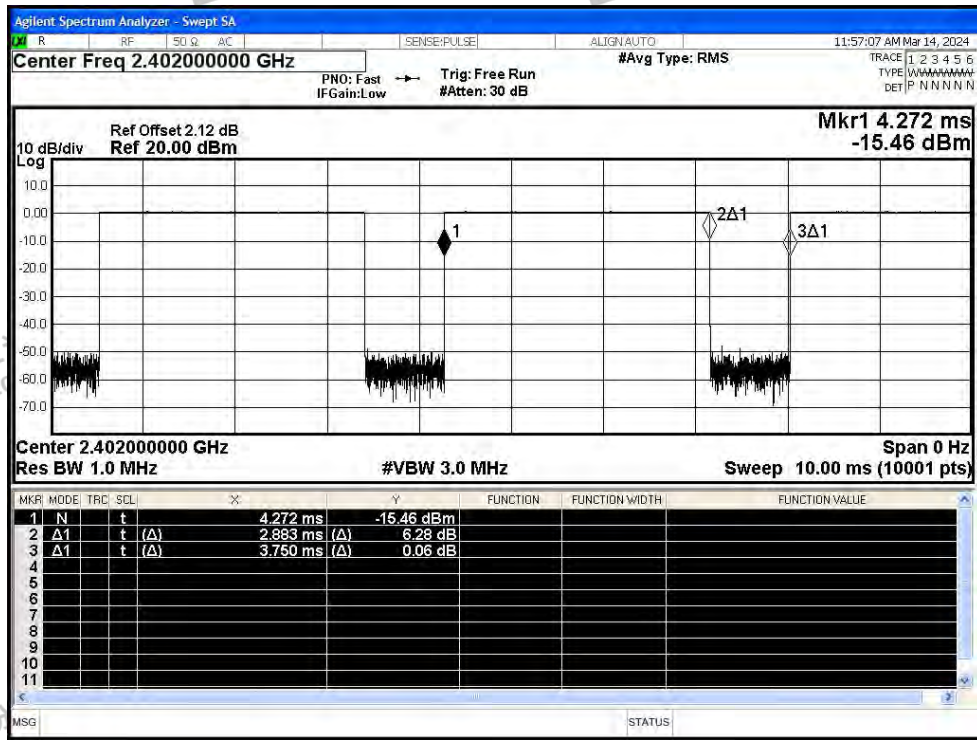 Agilent Spectrum Analyzer - Swept SA
LXI R RF 50 Ω AC SENSE:PULSE ALIGN AUTO 11:57:07 AM Mar 14, 2024
Center Freq 2.402000000 GHz #Avg Type: RMS TRACE 1 2 3 4 5 6
PNO: Fast Trig: Free Run TYPE WWWWWW
IFGain:Low #Atten: 30 dB DET P N N N N N
Mkr1 4.272 ms
Ref Offset 2.12 dB
10 dB/div Ref 20.00 dBm -15.46 dBm
Log
10.0
0.00
2Δ1
1
3Δ1
-10.0
-20.0
-30.0
-40.0
-50.0
-60.0
-70.0
Center 2.402000000 GHz Span 0 Hz
Res BW 1.0 MHz #VBW 3.0 MHz Sweep 10.00 ms (10001 pts)
MKR MODE TRC SCL X Y FUNCTION FUNCTION WIDTH FUNCTION VALUE
1 N t 4.272 ms -15.46 dBm
2 Δ1 t (Δ) 2.883 ms (Δ) 6.28 dB
3 Δ1 t (Δ) 3.750 ms (Δ) 0.06 dB
4
5
6
7
8
9
10
11
MSG STATUS